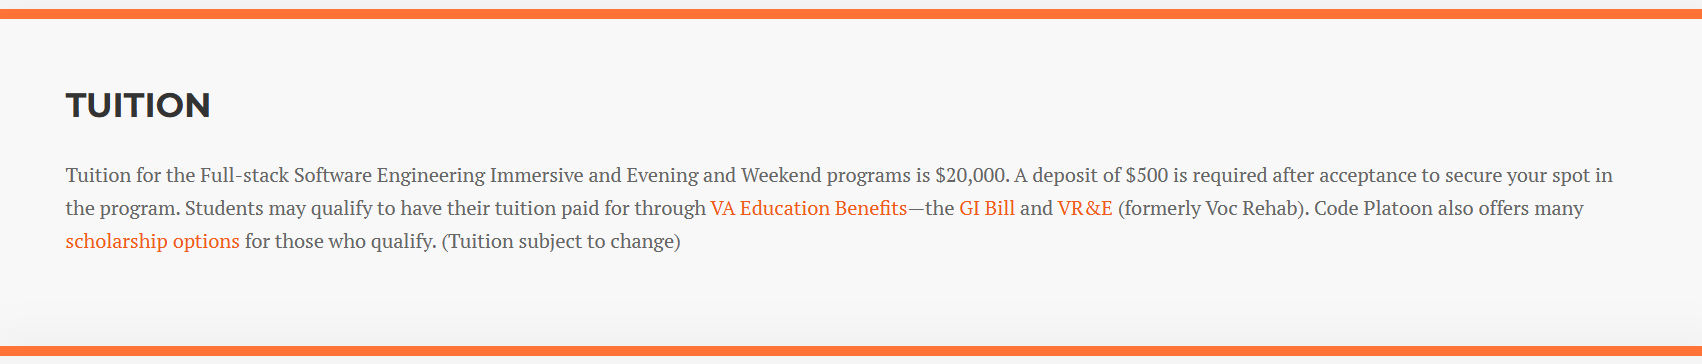 TUITION
Tuition for the Full-stack Software Engineering Immersive and Evening and Weekend programs is $20,000. A deposit of $500 is required after acceptance to secure your spot in
the program. Students may qualify to have their tuition paid for through VA Education Benefits—the GI Bill and VR&E (formerly Voc Rehab). Code Platoon also offers many
scholarship options for those who qualify. (Tuition subject to change)